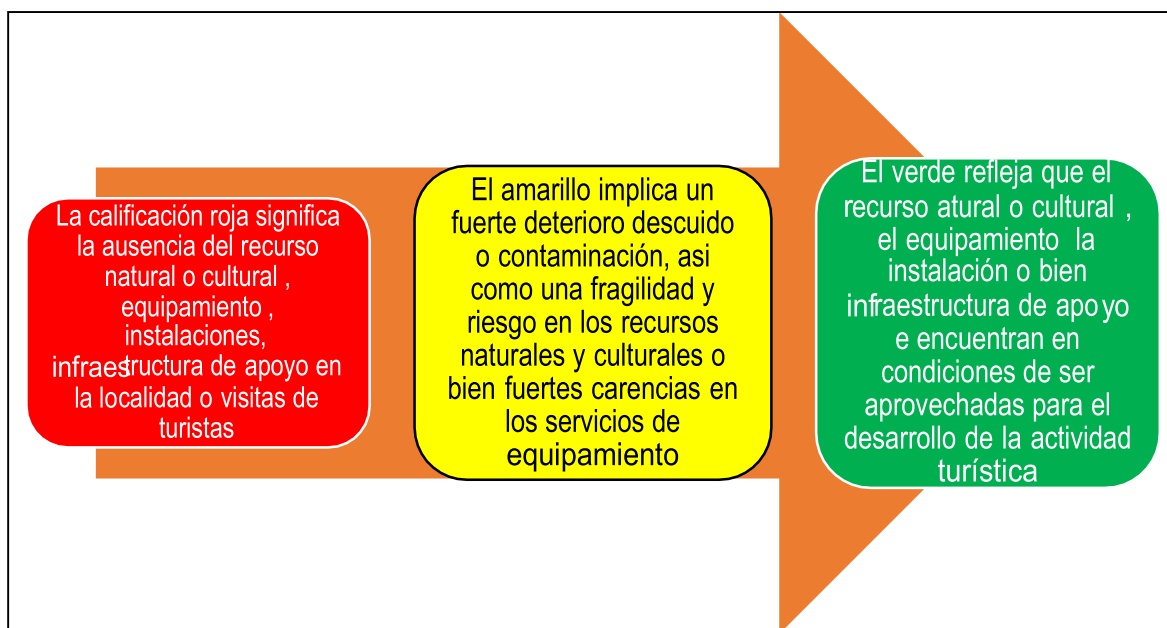 La calificación roja significa
la ausencia del recurso
natural o cultural ,
equipamiento ,
instalaciones,
infraestructura de apoyo en
la localidad o visitas de
turistas
El amarillo implica un
fuerte deterioro descuido
o contaminación, asi
como una fragilidad y
riesgo en los recursos
naturales y culturales o
bien fuertes carencias en
los servicios de
equipamiento
El verde refleja que el
recurso atural o cultural ,
el equipamiento la
instalación o bien
infraestructura de apoyo
e encuentran en
condiciones de ser
aprovechadas para el
desarrollo de la actividad
turística